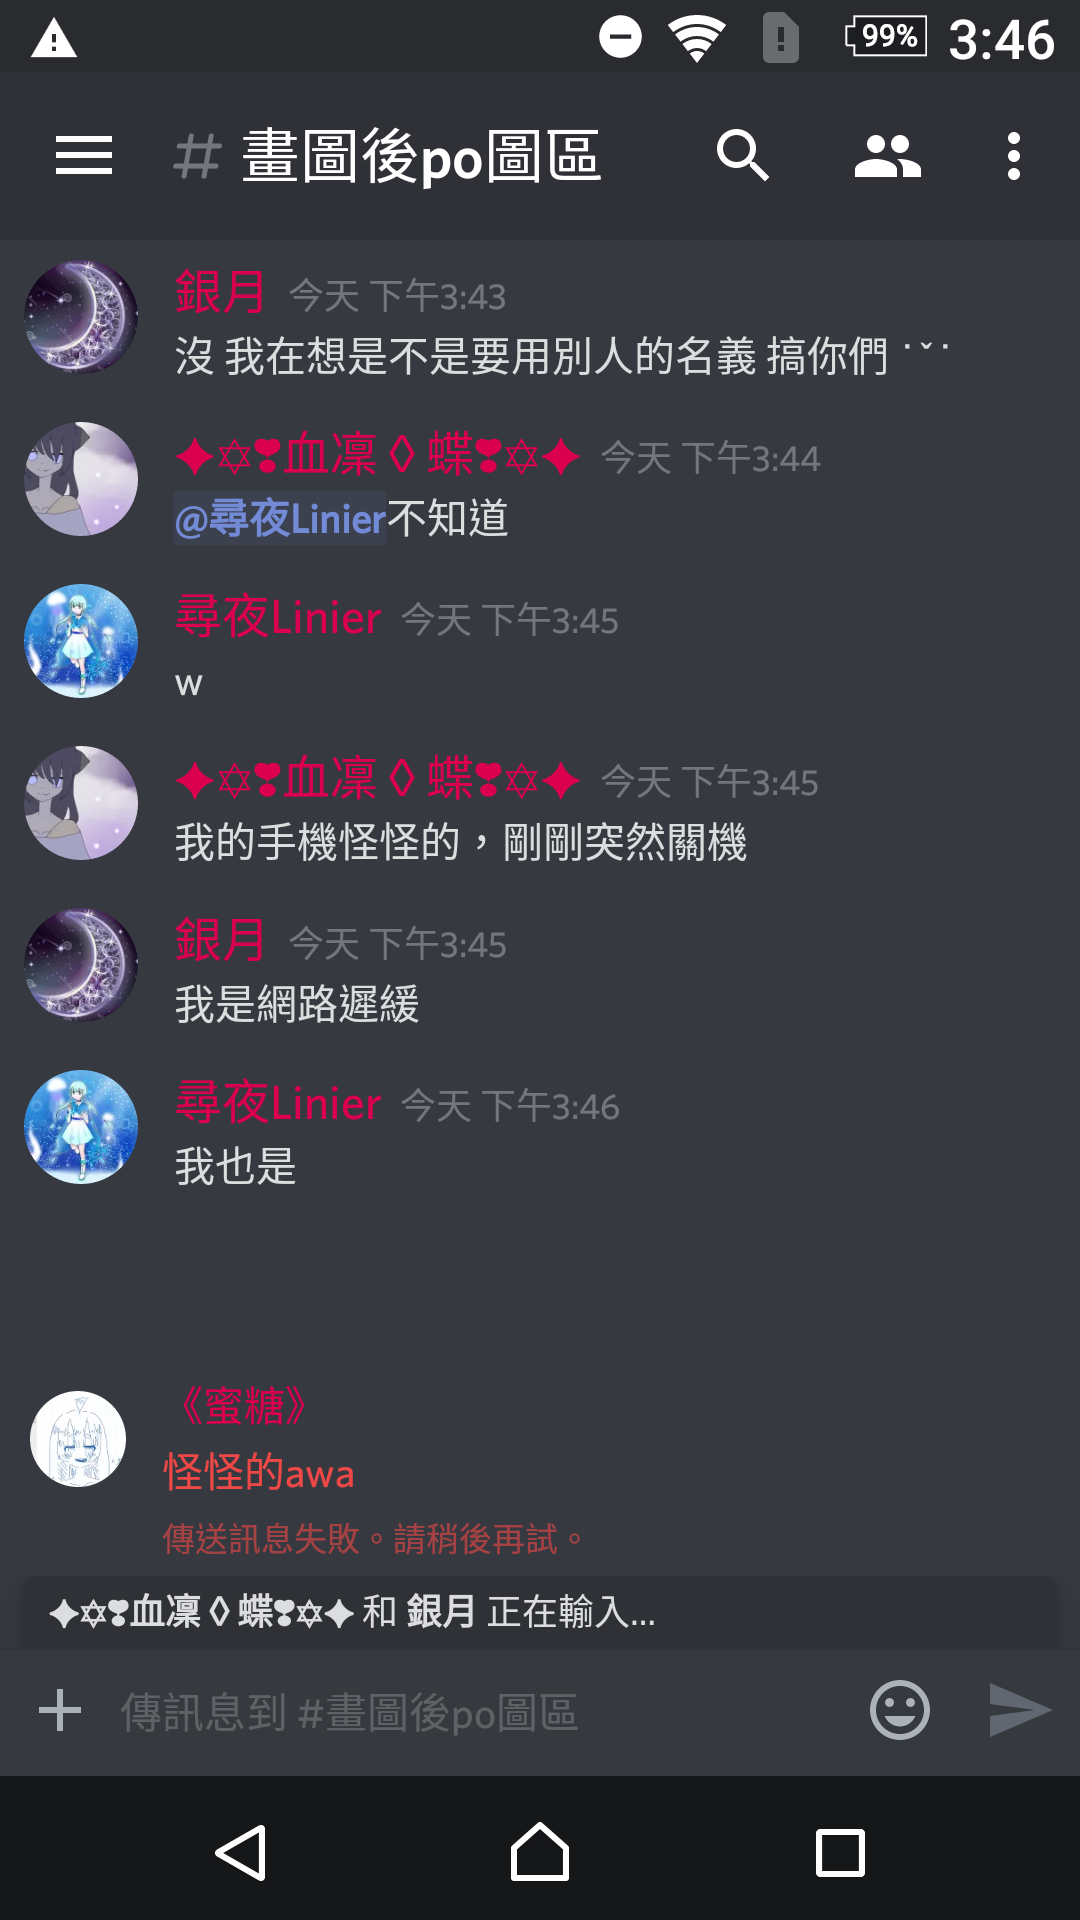 99% 3:46
# 畫圖後po圖區
銀月 今天 下午3:43
沒 我在想是不是要用別人的名義 搞你們 ˙ˇ˙
✦✡❣血凜◊蝶❣✡✦ 今天 下午3:44
@尋夜Linier不知道
尋夜Linier 今天 下午3:45
w
✦✡❣血凜◊蝶❣✡✦ 今天 下午3:45
我的手機怪怪的，剛剛突然關機
銀月 今天 下午3:45
我是網路遲緩
尋夜Linier 今天 下午3:46
我也是
《蜜糖》
怪怪的awa
傳送訊息失敗。請稍後再試。
✦✡❣血凜◊蝶❣✡✦ 和 銀月 正在輸入...
傳訊息到 #畫圖後po圖區